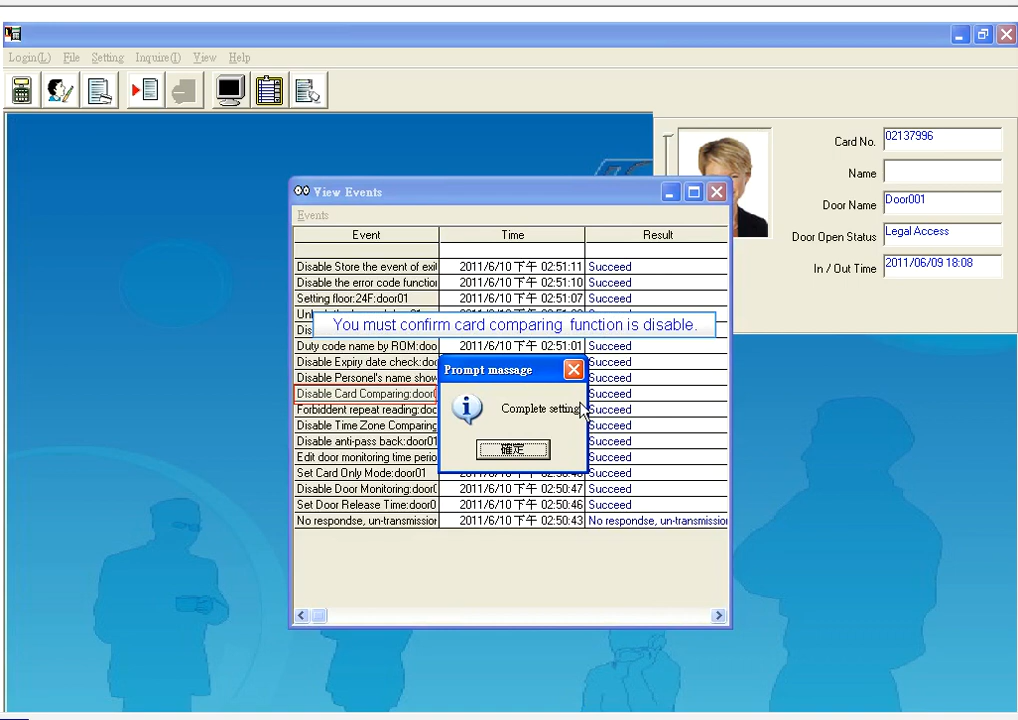 Login(L) File Setting Inquire(I) View Help
Card No. 02137996
Name
Door Name Door001
Door Open Status Legal Access
In / Out Time 2011/06/09 18:08
View Events
Events
Event Time Result
Disable Store the event of exit 2011/6/10 下午 02:51:11 Succeed
Disable the error code function 2011/6/10 下午 02:51:10 Succeed
Setting floor:24F:door01 2011/6/10 下午 02:51:07 Succeed
You must confirm card comparing function is disable.
Duty code name by ROM:doo 2011/6/10 下午 02:51:01 Succeed
Disable Expiry date check:doo Succeed
Prompt massage
Disable Personel's name show Succeed
Disable Card Comparing:door0 Succeed
Complete setting
Forbiddent repeat reading:doo Succeed
Disable Time Zone Comparing Succeed
Disable anti-pass back:door01 Succeed
確定
Edit door monitoring time perio Succeed
Set Card Only Mode:door01 Succeed
Disable Door Monitoring:door0 2011/6/10 下午 02:50:47 Succeed
Set Door Release Time:door0 2011/6/10 下午 02:50:46 Succeed
No respondse, un-transmission 2011/6/10 下午 02:50:43 No respondse, un-transmission